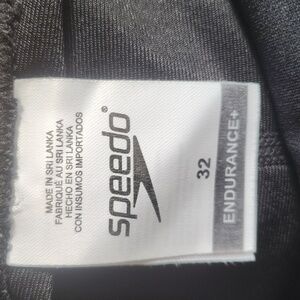 MADE IN SRI LANKA
FABRIQUÉ AU SRI LANKA
HECHO EN SRI LANKA
CON INSUMOS IMPORTADOS
speedo
32
ENDURANCE+